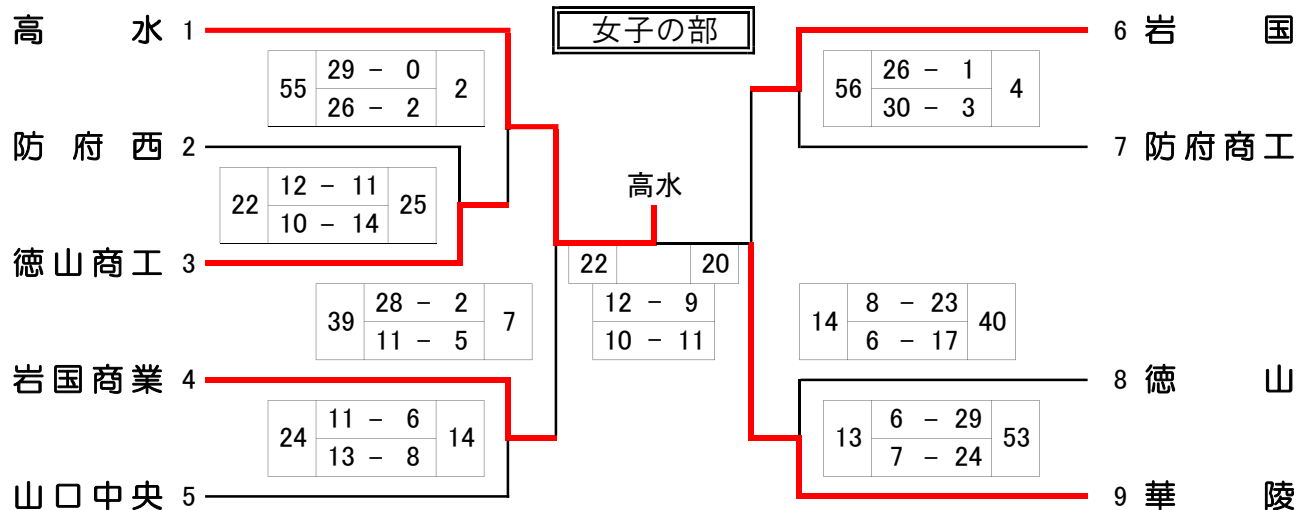 女子の部
高水 1
55 29 - 0 2
26 - 2
防府西 2
22 12 - 11 25
10 - 14
徳山商工 3
39 28 - 2 7
11 - 5
岩国商業 4
24 11 - 6 14
13 - 8
山口中央 5
高水
22 20
12 - 9
10 - 11
6 岩国
56 26 - 1 4
30 - 3
7 防府商工
14 8 - 23 40
6 - 17
8 徳山
13 6 - 29 53
7 - 24
9 華陵